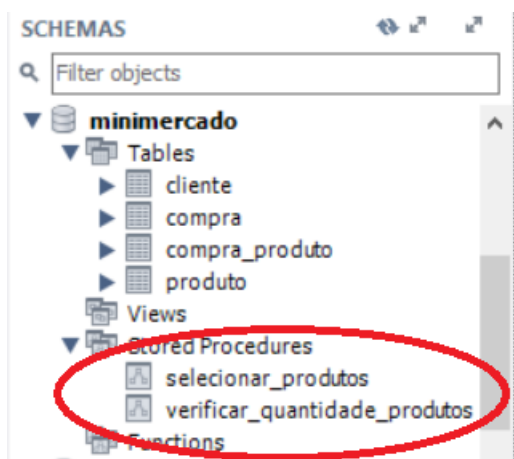 SCHEMAS
Filter objects
minimercado
Tables
cliente
compra
compra_produto
produto
Views
Stored Procedures
selecionar_produtos
verificar_quantidade_produtos
Functions